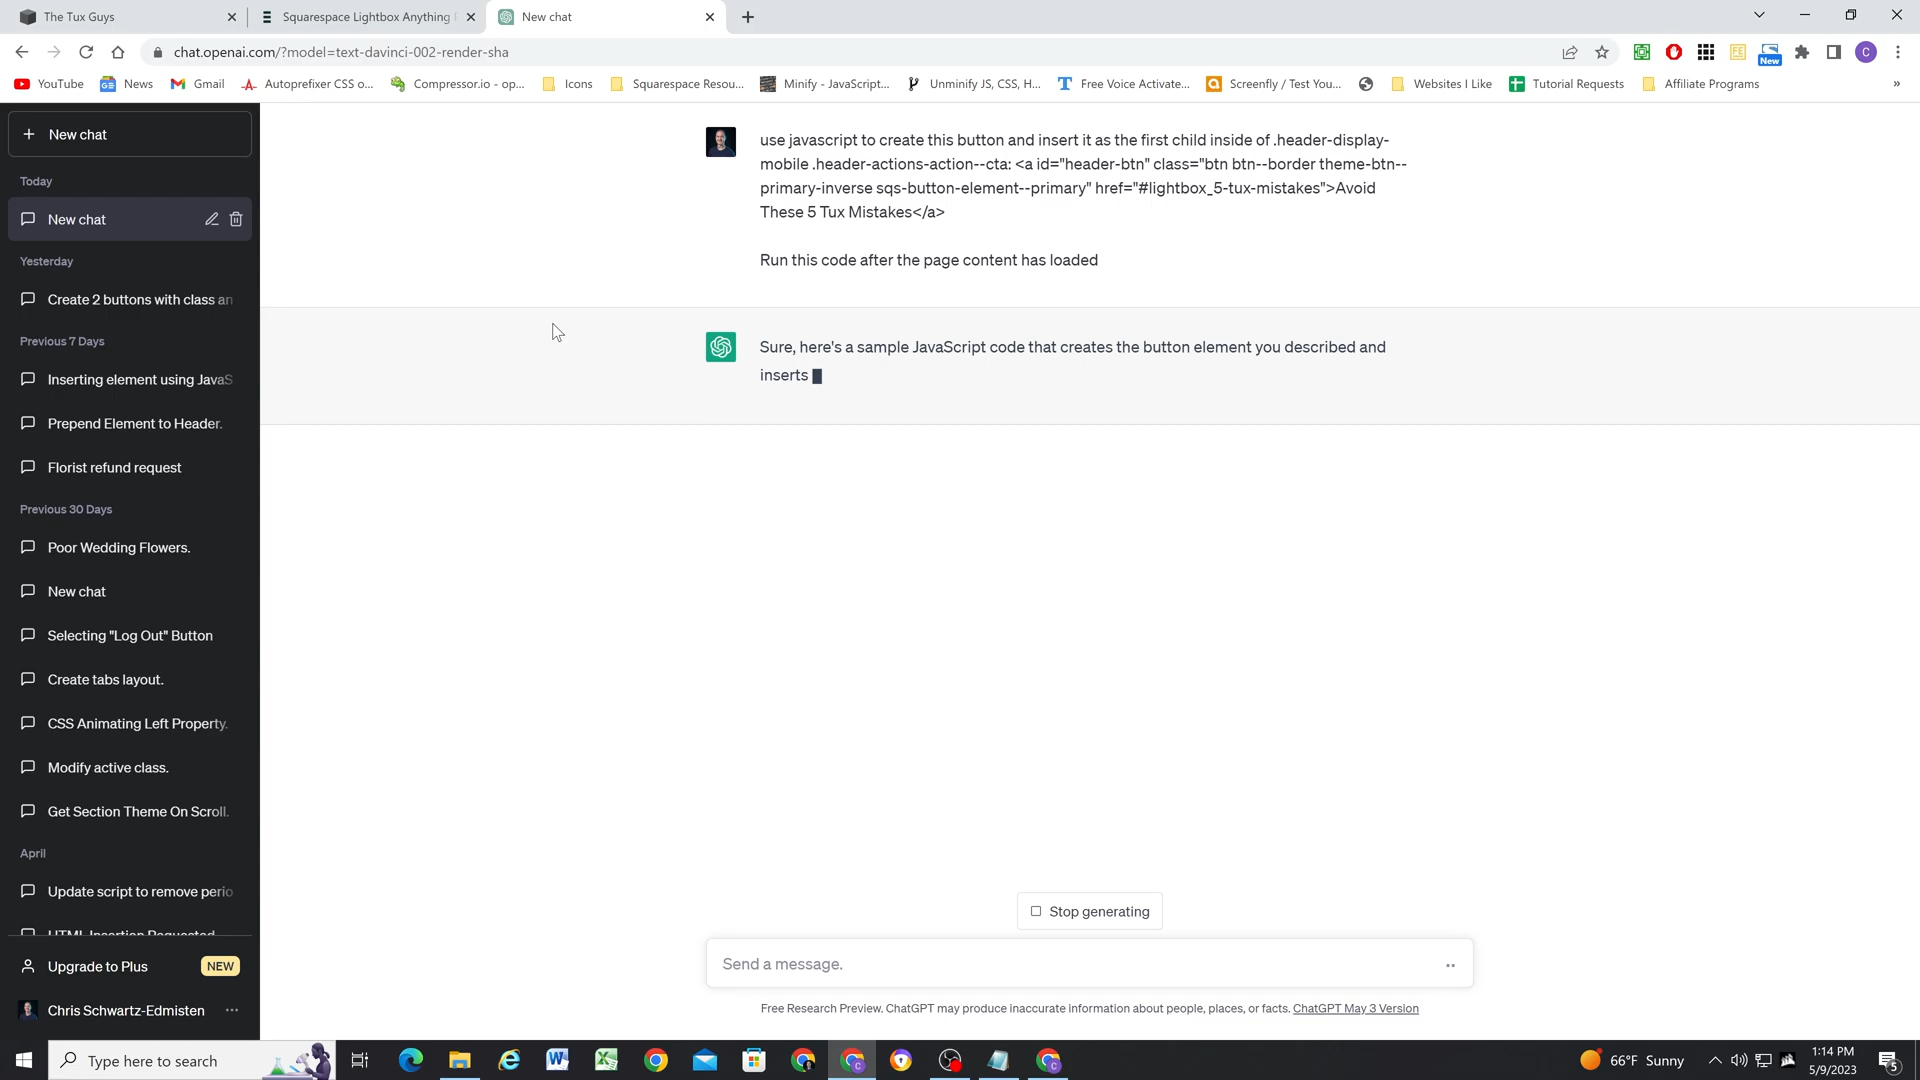 The Tux Guys
Squarespace Lightbox Anything
New chat
chat.openai.com/?model=text-davinci-002-render-sha
New
C
YouTube
News
Gmail
Autoprefixer CSS o...
Compressor.io - op...
Icons
Squarespace Resou...
Minify - JavaScript...
Unminify JS, CSS, H...
Free Voice Activate...
Screenfly / Test You...
Websites I Like
Tutorial Requests
Affiliate Programs
»
+ New chat
Today
New chat
Yesterday
Create 2 buttons with class an
Previous 7 Days
Inserting element using JavaS
Prepend Element to Header.
Florist refund request
Previous 30 Days
Poor Wedding Flowers.
New chat
Selecting "Log Out" Button
Create tabs layout.
CSS Animating Left Property.
Modify active class.
Get Section Theme On Scroll.
April
Update script to remove perio
HTML Insertion Requested
Upgrade to Plus
NEW
Chris Schwartz-Edmisten
use javascript to create this button and insert it as the first child inside of .header-display-
mobile .header-actions-action--cta: <a id="header-btn" class="btn btn--border theme-btn--
primary-inverse sqs-button-element--primary" href="#lightbox_5-tux-mistakes">Avoid
These 5 Tux Mistakes</a>
Run this code after the page content has loaded
Sure, here's a sample JavaScript code that creates the button element you described and
inserts
Stop generating
Send a message.
Free Research Preview. ChatGPT may produce inaccurate information about people, places, or facts. ChatGPT May 3 Version
Type here to search
66°F Sunny
1:14 PM
5/9/2023
5